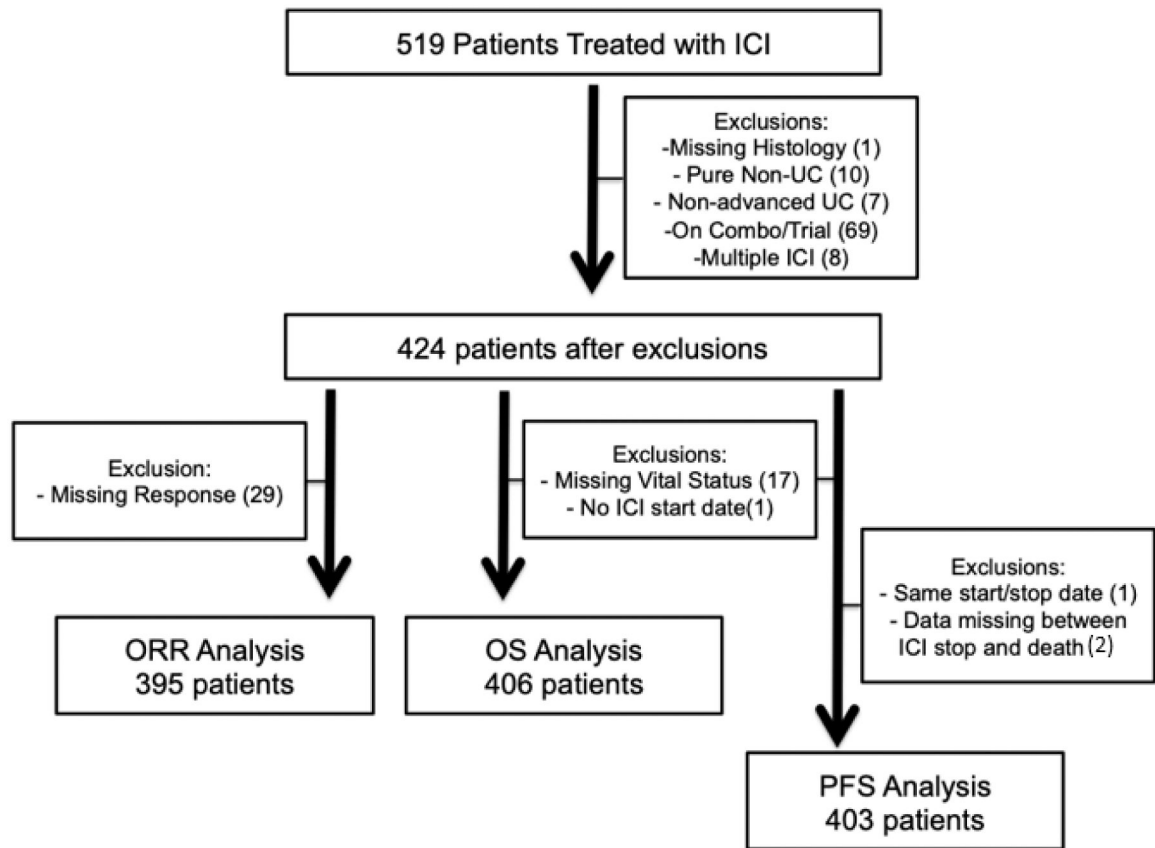 519 Patients Treated with ICI
Exclusions:
-Missing Histology (1)
- Pure Non-UC (10)
- Non-advanced UC (7)
-On Combo/Trial (69)
-Multiple ICI (8)
424 patients after exclusions
Exclusion:
- Missing Response (29)
Exclusions:
- Missing Vital Status (17)
- No ICI start date(1)
Exclusions:
- Same start/stop date (1)
- Data missing between
ICI stop and death (2)
ORR Analysis
395 patients
OS Analysis
406 patients
PFS Analysis
403 patients